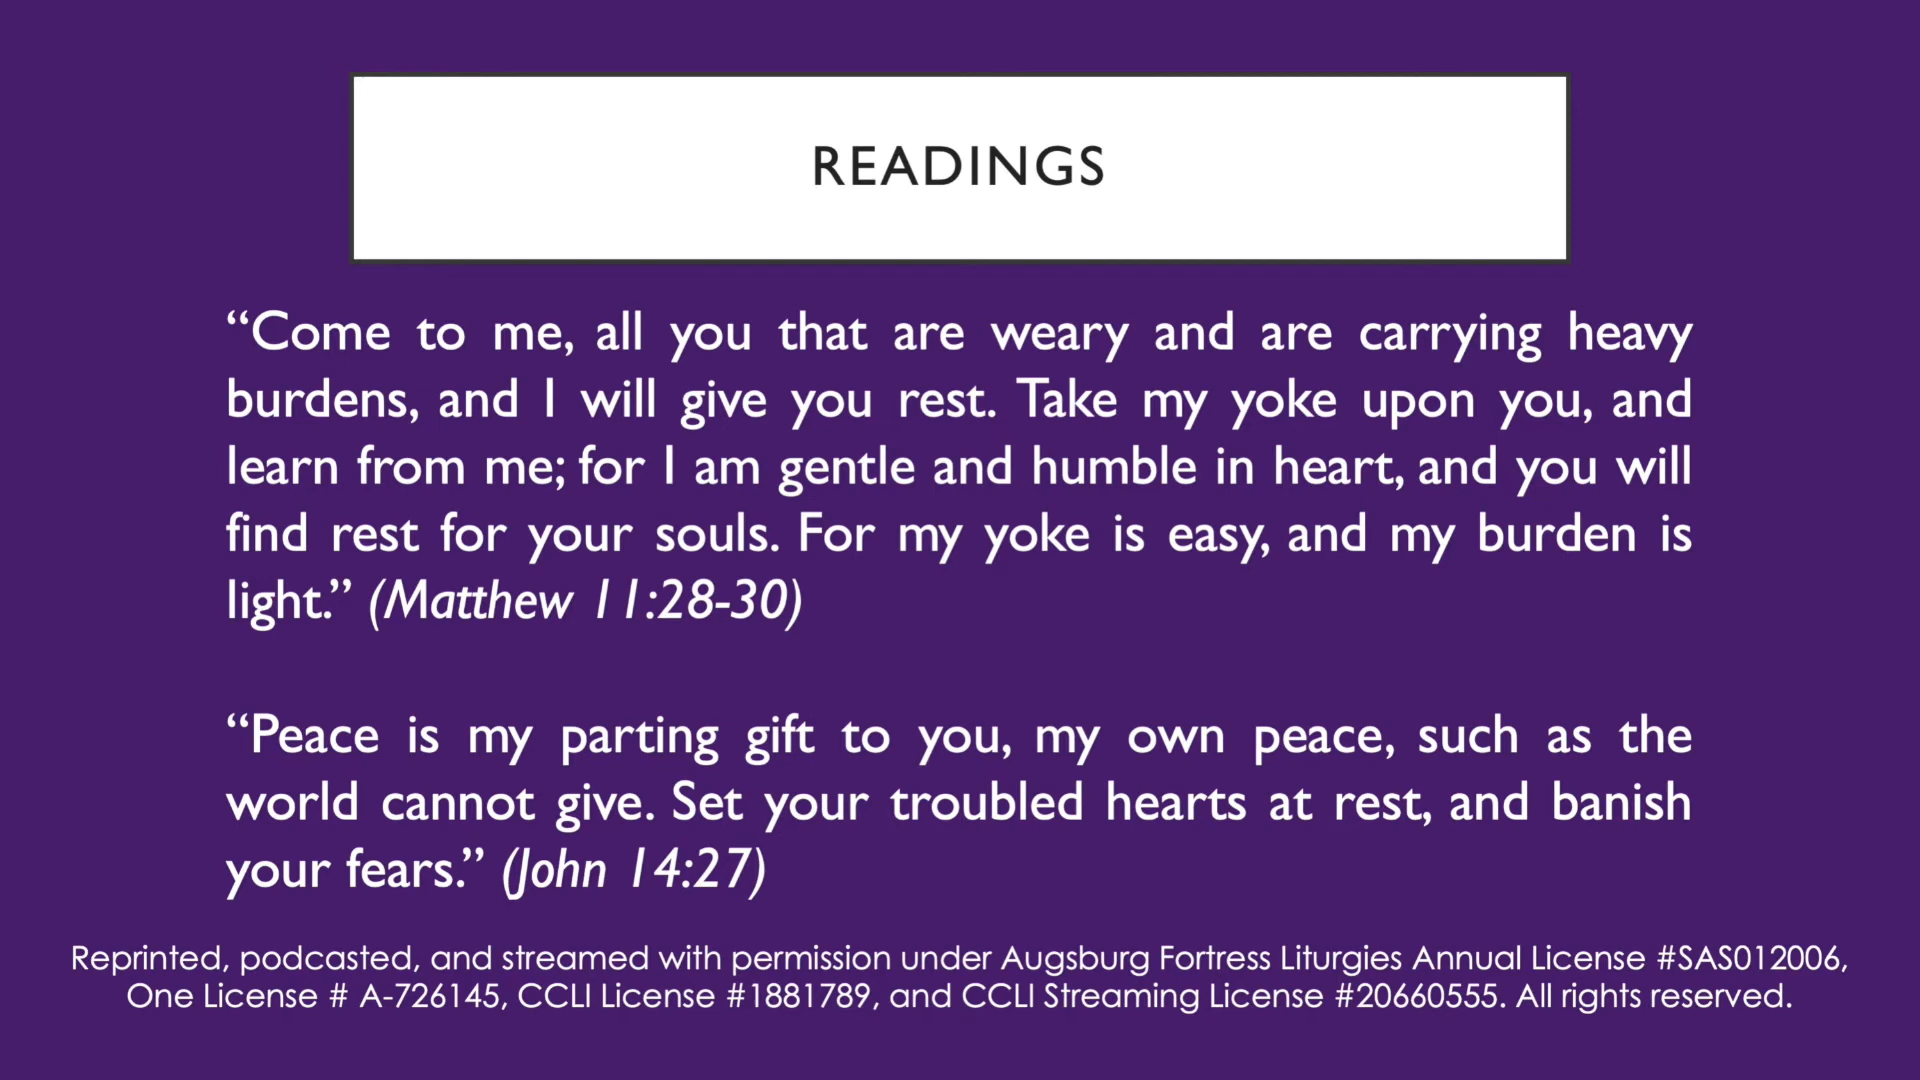 READINGS
“Come to me, all you that are weary and are carrying heavy
burdens, and I will give you rest. Take my yoke upon you, and
learn from me; for I am gentle and humble in heart, and you will
find rest for your souls. For my yoke is easy, and my burden is
light.” (Matthew 11:28-30)
“Peace is my parting gift to you, my own peace, such as the
world cannot give. Set your troubled hearts at rest, and banish
your fears.” (John 14:27)
Reprinted, podcasted, and streamed with permission under Augsburg Fortress Liturgies Annual License #SAS012006,
One License # A-726145, CCLI License #1881789, and CCLI Streaming License #20660555. All rights reserved.